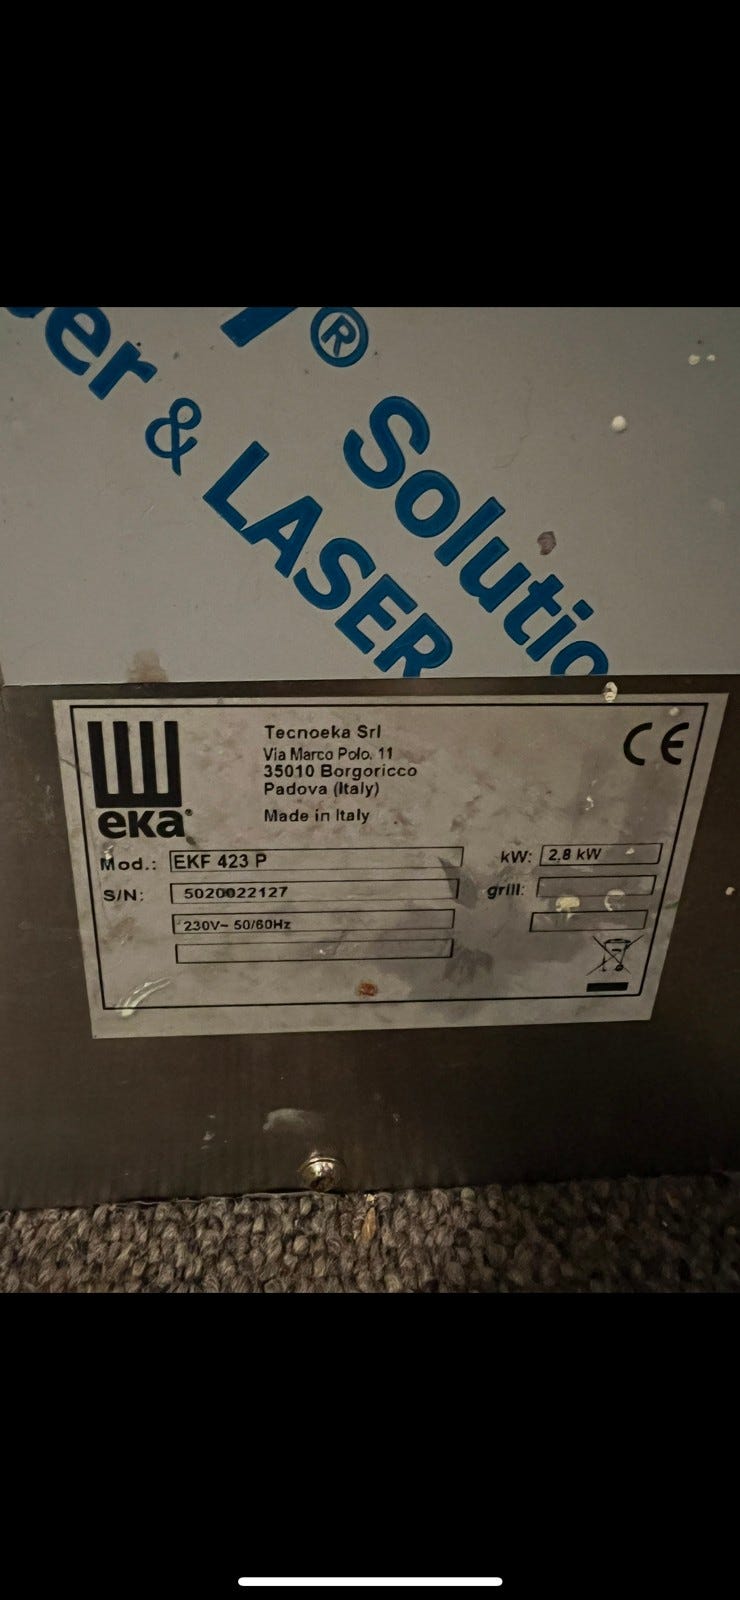 ® Solutio
er & LASER
eka®
Tecnoeka Srl
Via Marco Polo, 11
35010 Borgoricco
Padova (Italy)
Made in Italy
CE
Mod.: EKF 423 P
kW: 2,8 kW
S/N: 5020022127
grill:
230V~ 50/60Hz